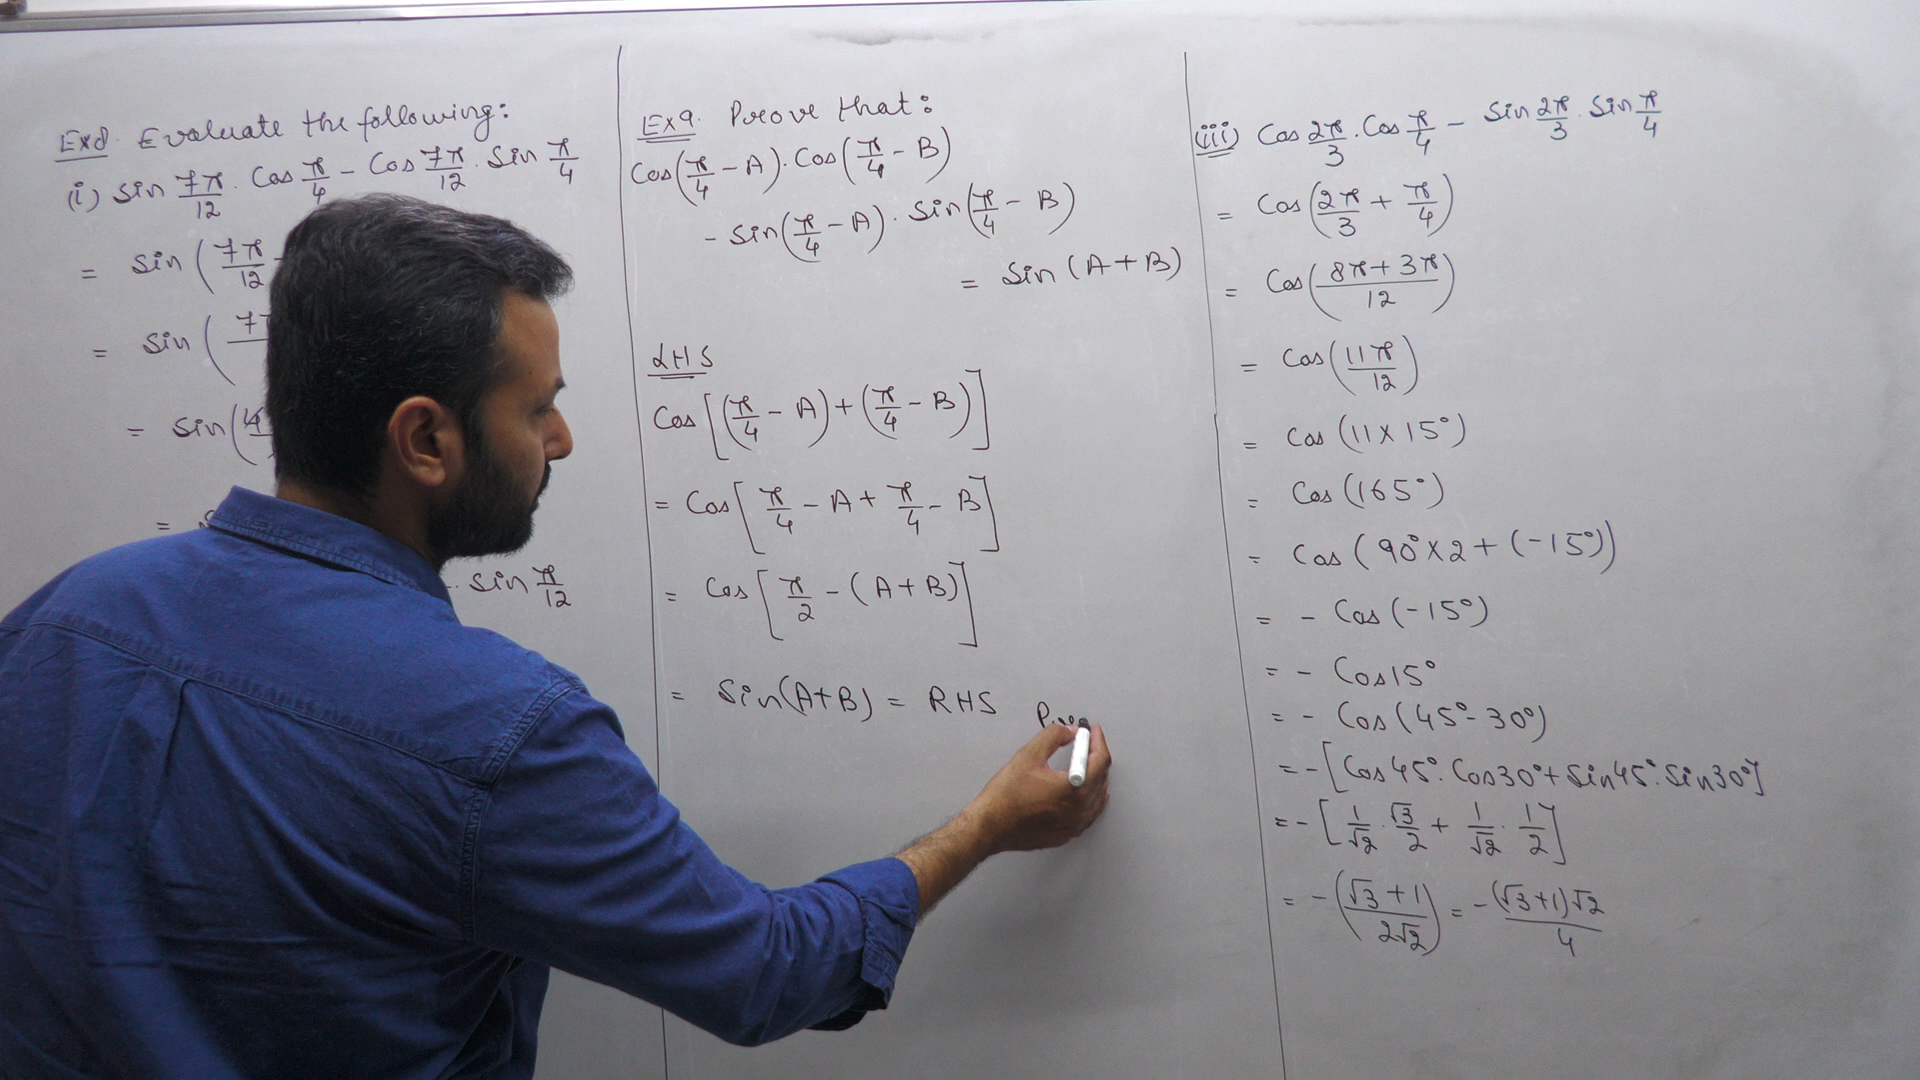 Ex8. Evaluate the following:
(i) Sin 7π/12 . Cos π/4 - Cos 7π/12 . Sin π/4
= Sin (7π/12
= Sin (
= Sin (
=
. Sin π/12
Ex9. Prove that:
Cos(π/4 - A) . Cos(π/4 - B)
- Sin(π/4 - A) . Sin(π/4 - B)
= Sin (A+B)
LHS
Cos[(π/4 - A) + (π/4 - B)]
= Cos[π/4 - A + π/4 - B]
= Cos[π/2 - (A+B)]
= Sin(A+B) = RHS
(iii) Cos 2π/3 . Cos π/4 - Sin 2π/3 . Sin π/4
= Cos(2π/3 + π/4)
= Cos((8π+3π)/12)
= Cos(11π/12)
= Cos (11×15°)
= Cos (165°)
= Cos (90°×2 + (-15°))
= - Cos (-15°)
= - Cos15°
= - Cos (45°-30°)
= - [Cos45° . Cos30° + Sin45° . Sin30°]
= - [1/√2 . √3/2 + 1/√2 . 1/2]
= - ((√3+1)/2√2) = -(√3+1)√2/4